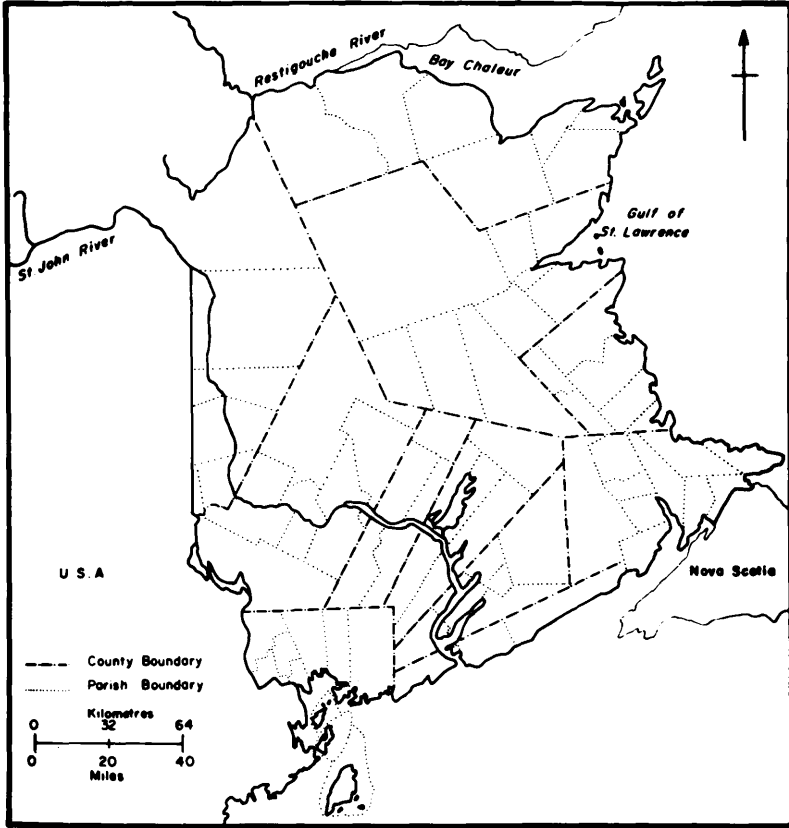 Restigouche River
Bay Chaleur
Gulf of
St. Lawrence
St. John River
U S A
Nova Scotia
County Boundary
Parish Boundary
Kilometres
0 32 64
0 20 40
Miles